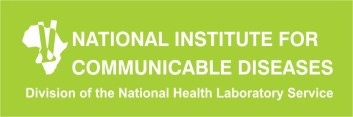 NATIONAL INSTITUTE FOR
COMMUNICABLE DISEASES
Division of the National Health Laboratory Service